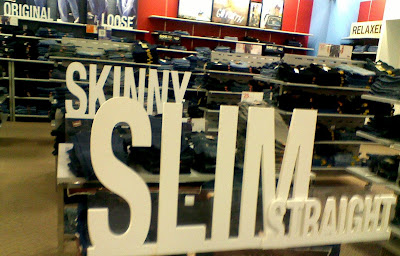 ORIGINAL
LOOSE
RELAXED
SKINNY
SLIM
STRAIGHT